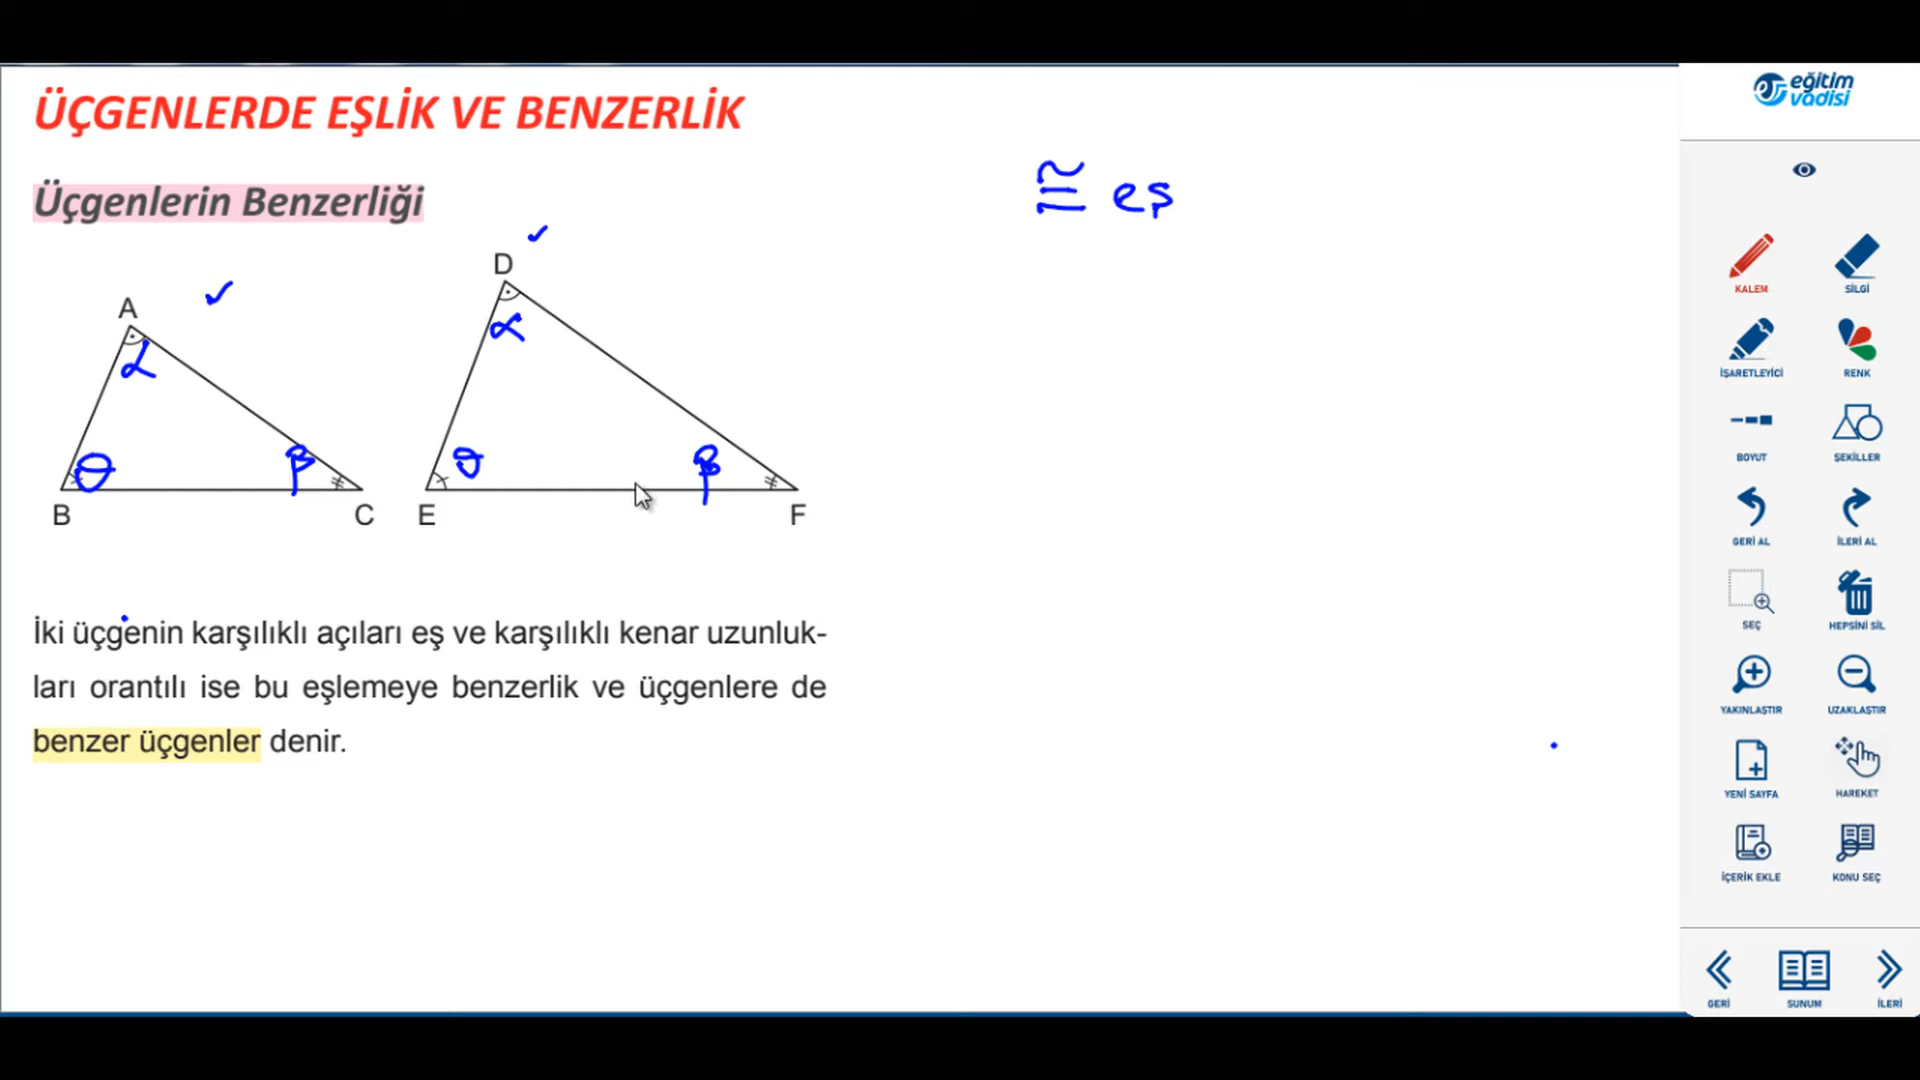 ÜÇGENLERDE EŞLİK VE BENZERLİK
≅ eş
Üçgenlerin Benzerliği
A
α
B
θ
β
C
D
α
E
θ
β
F
İki üçgenin karşılıklı açıları eş ve karşılıklı kenar uzunluk-
ları orantılı ise bu eşlemeye benzerlik ve üçgenlere de
benzer üçgenler denir.
eğitim
vadisi
KALEM
SİLGİ
İŞARETLEYİCİ
RENK
BOYUT
ŞEKİLLER
GERİ AL
İLERİ AL
SEÇ
HEPSİNİ SİL
YAKINLAŞTIR
UZAKLAŞTIR
YENİ SAYFA
HAREKET
İÇERİK EKLE
KONU SEÇ
GERİ
SUNUM
İLERİ